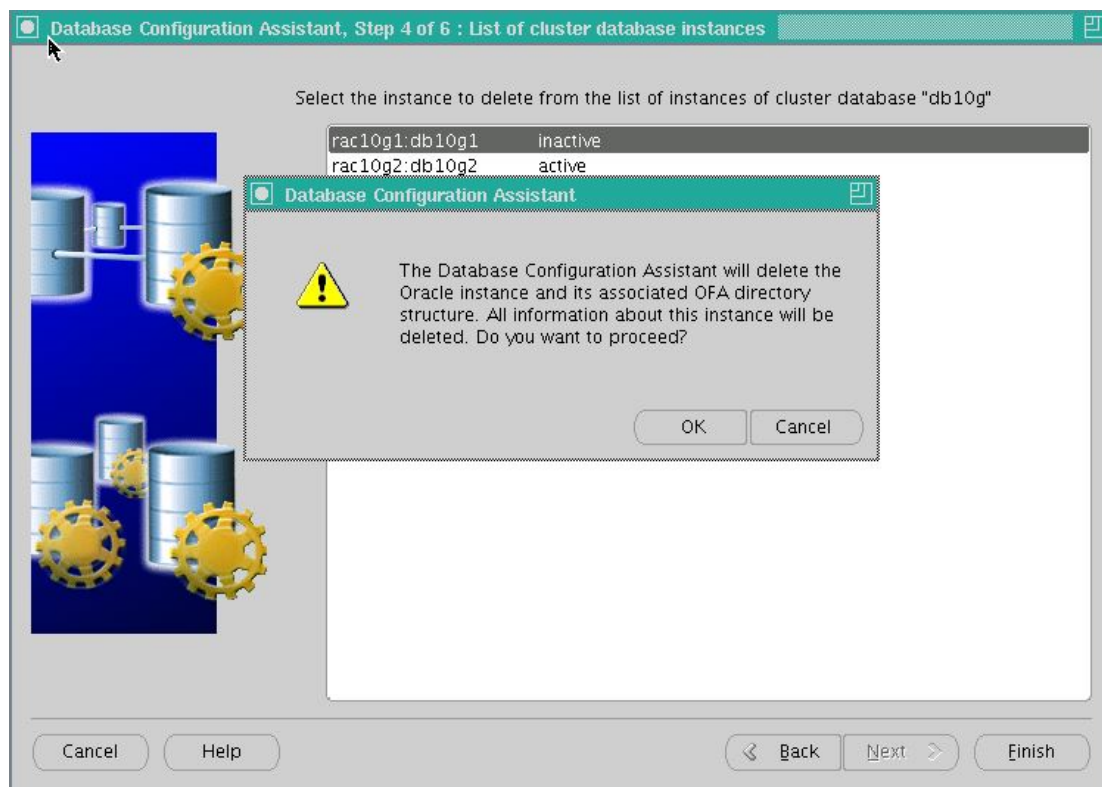 Database Configuration Assistant, Step 4 of 6 : List of cluster database instances
Select the instance to delete from the list of instances of cluster database "db10g"
rac10g1:db10g1 inactive
rac10g2:db10g2 active
Database Configuration Assistant
The Database Configuration Assistant will delete the
Oracle instance and its associated OFA directory
structure. All information about this instance will be
deleted. Do you want to proceed?
OK Cancel
Cancel Help Back Next Finish